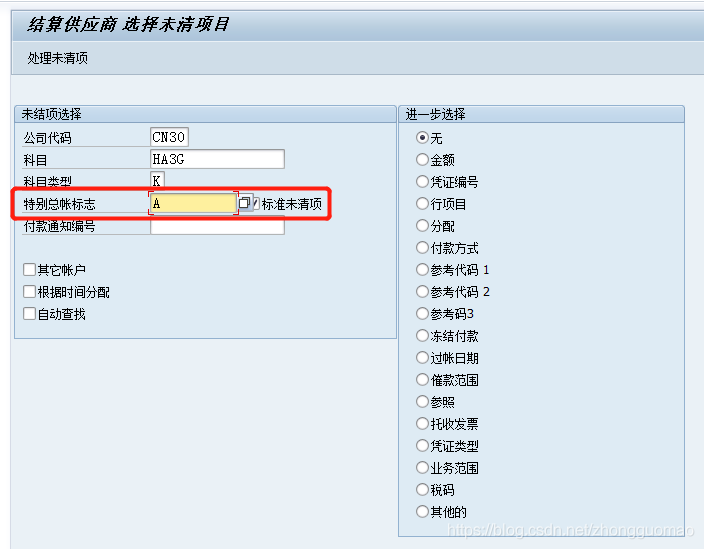 结算供应商 选择未清项目
处理未清项
未结项选择
公司代码 CN30
科目 HA3G
科目类型 K
特别总帐标志 A 标准未清项
付款通知编号
其它帐户
根据时间分配
自动查找
进一步选择
无
金额
凭证编号
行项目
分配
付款方式
参考代码 1
参考代码 2
参考码3
冻结付款
过帐日期
催款范围
参照
托收发票
凭证类型
业务范围
税码
其他的
https://blog.csdn.net/zhongguomao